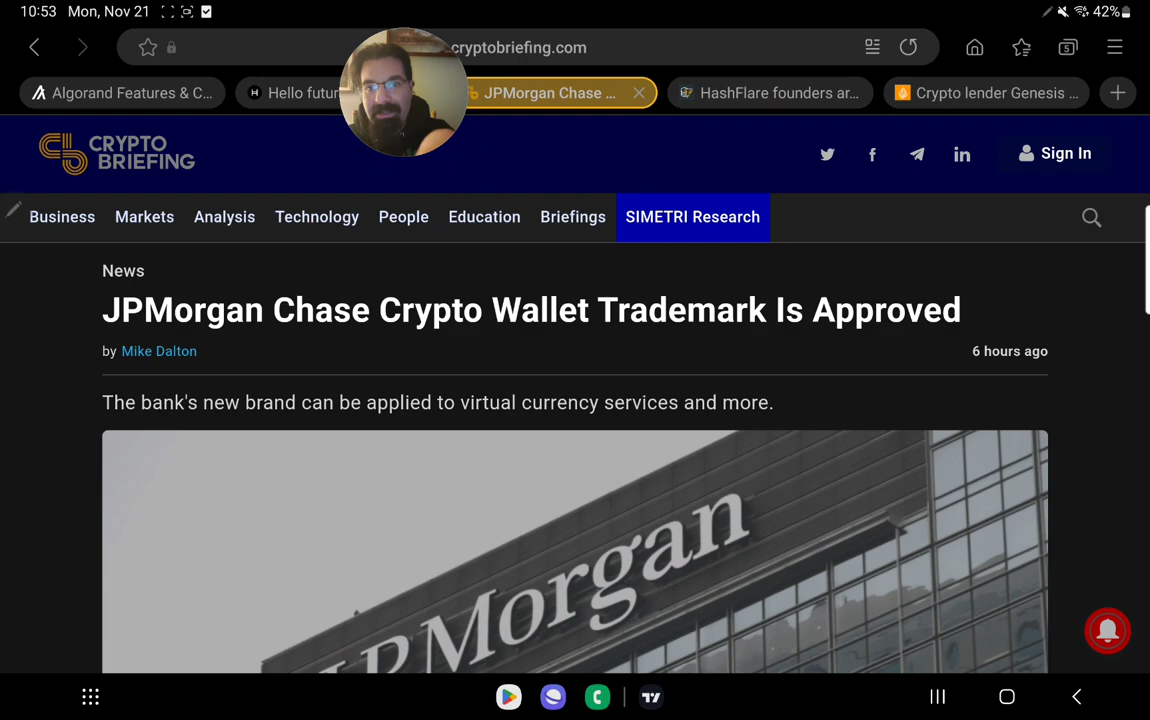 10:53 Mon, Nov 21
42%
cryptobriefing.com
5
Algorand Features & C...
Hello futur
JPMorgan Chase ...
HashFlare founders ar...
Crypto lender Genesis ...
CRYPTO
BRIEFING
Sign In
Business Markets Analysis Technology People Education Briefings SIMETRI Research
News
JPMorgan Chase Crypto Wallet Trademark Is Approved
by Mike Dalton
6 hours ago
The bank's new brand can be applied to virtual currency services and more.
JPMorgan